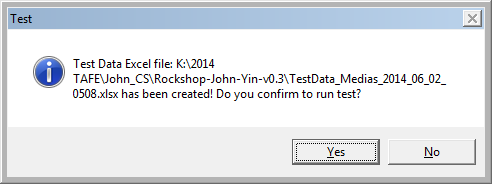 Test
Test Data Excel file: K:\2014
TAFE\John_CS\Rockshop-John-Yin-v0.3\TestData_Medias_2014_06_02_
0508.xlsx has been created! Do you confirm to run test?
Yes
No